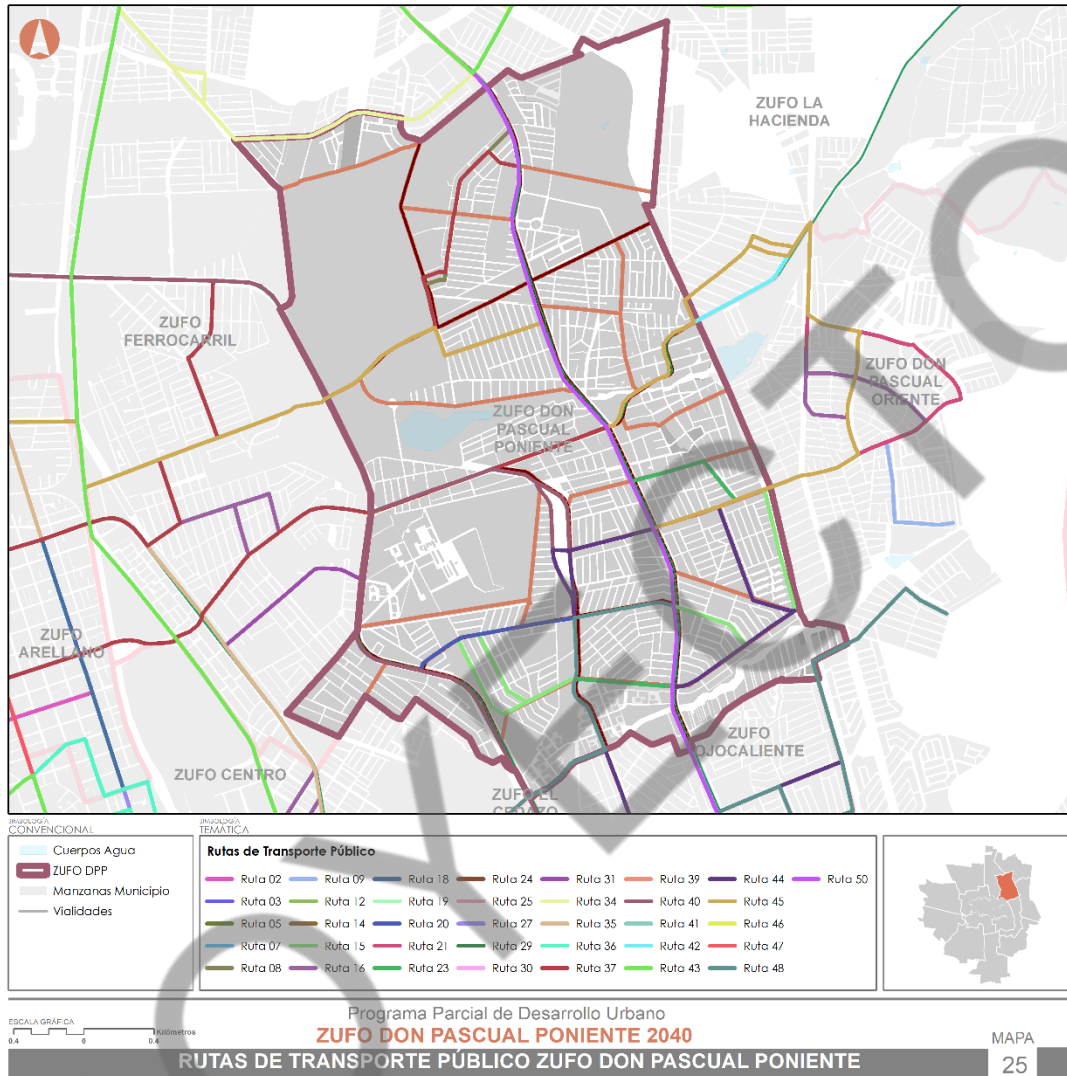 ZUFO LA
HACIENDA
ZUFO
FERROCARRIL
ZUFO DON
PASCUAL
ORIENTE
ZUFO DON
PASCUAL
PONIENTE
ZUFO
ARELLANO
ZUFO CENTRO
ZUFO
OJOCALIENTE
ZUFO EL
CEDAZO
PROYECTO
SIMBOLOGÍA
CONVENCIONAL
Cuerpos Agua
ZUFO DPP
Manzanas Municipio
Vialidades
SIMBOLOGÍA
TEMÁTICA
Rutas de Transporte Público
Ruta 02 Ruta 09 Ruta 18 Ruta 24 Ruta 31 Ruta 39 Ruta 44 Ruta 50
Ruta 03 Ruta 12 Ruta 19 Ruta 25 Ruta 34 Ruta 40 Ruta 45
Ruta 05 Ruta 14 Ruta 20 Ruta 27 Ruta 35 Ruta 41 Ruta 46
Ruta 07 Ruta 15 Ruta 21 Ruta 29 Ruta 36 Ruta 42 Ruta 47
Ruta 08 Ruta 16 Ruta 23 Ruta 30 Ruta 37 Ruta 43 Ruta 48
ESCALA GRÁFICA
Kilómetros
0.4 0 0.4
Programa Parcial de Desarrollo Urbano
ZUFO DON PASCUAL PONIENTE 2040
RUTAS DE TRANSPORTE PÚBLICO ZUFO DON PASCUAL PONIENTE
MAPA
25